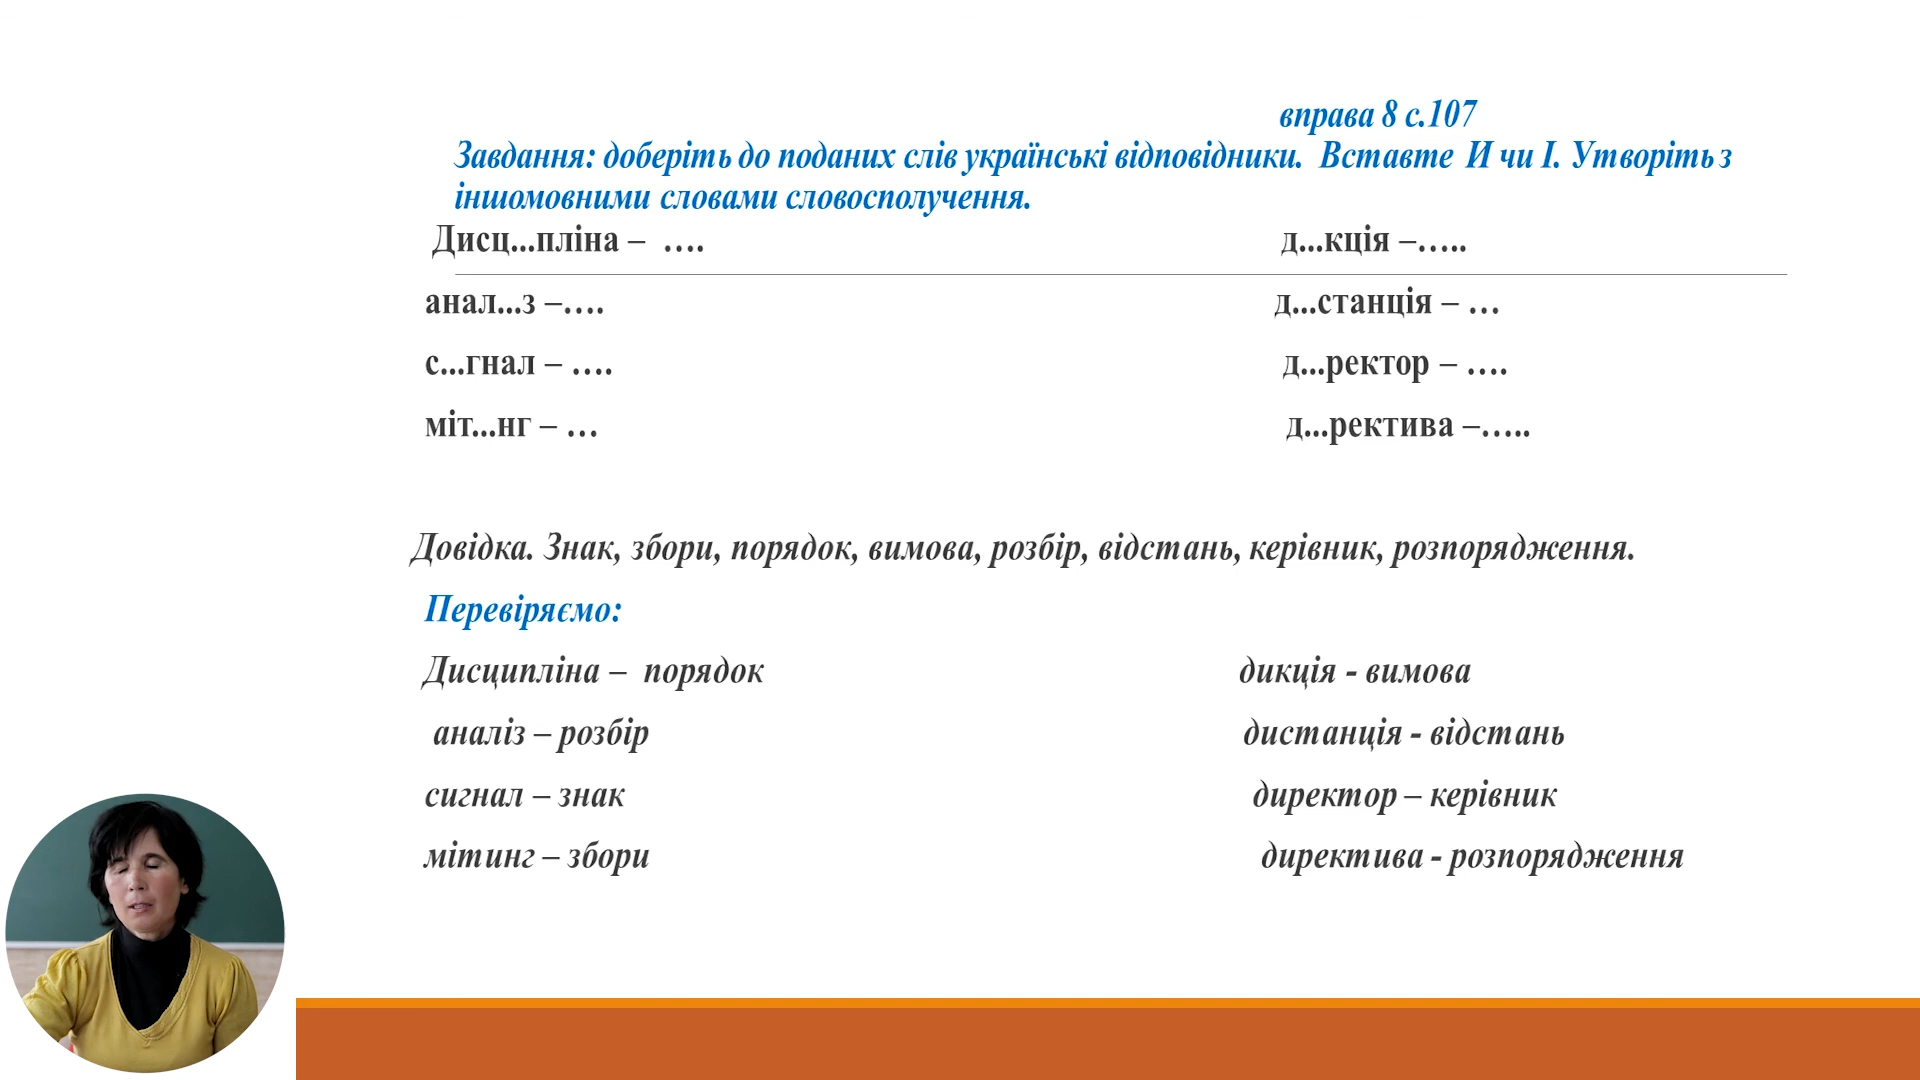 вправа 8 с.107
Завдання: доберіть до поданих слів українські відповідники. Вставте И чи І. Утворіть з
іншомовними словами словосполучення.
Дисц...пліна – …. д...кція –…..
анал...з –…. д...станція – …
с...гнал – …. д...ректор – ….
міт...нг – … д...ректива –…..
Довідка. Знак, збори, порядок, вимова, розбір, відстань, керівник, розпорядження.
Перевіряємо:
Дисципліна – порядок дикція - вимова
аналіз – розбір дистанція - відстань
сигнал – знак директор – керівник
мітинг – збори директива - розпорядження